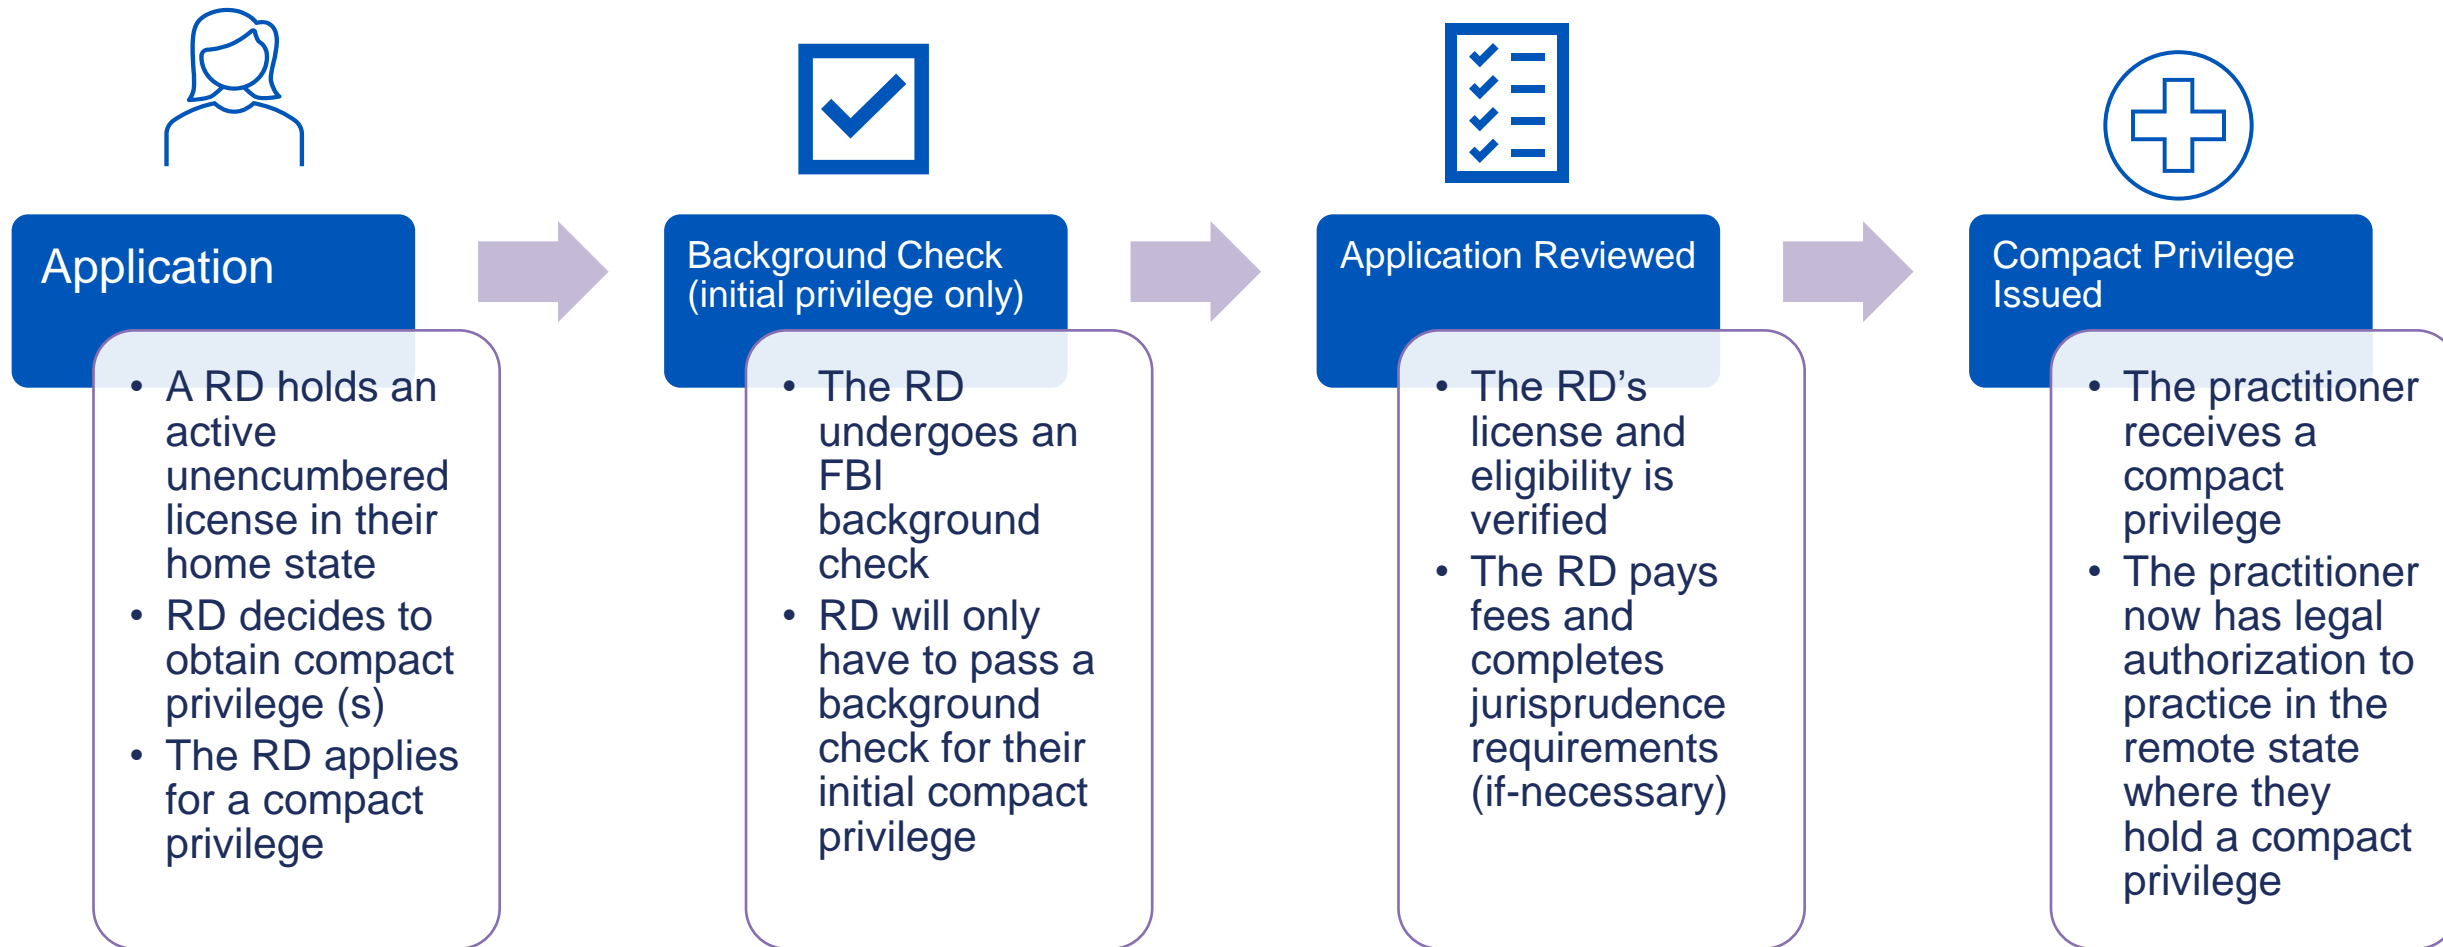 Application
• A RD holds an
active
unencumbered
license in their
home state
• RD decides to
obtain compact
privilege (s)
• The RD applies
for a compact
privilege
Background Check
(initial privilege only)
• The RD
undergoes an
FBI
background
check
• RD will only
have to pass a
background
check for their
initial compact
privilege
Application Reviewed
• The RD’s
license and
eligibility is
verified
• The RD pays
fees and
completes
jurisprudence
requirements
(if-necessary)
Compact Privilege
Issued
• The practitioner
receives a
compact
privilege
• The practitioner
now has legal
authorization to
practice in the
remote state
where they
hold a compact
privilege